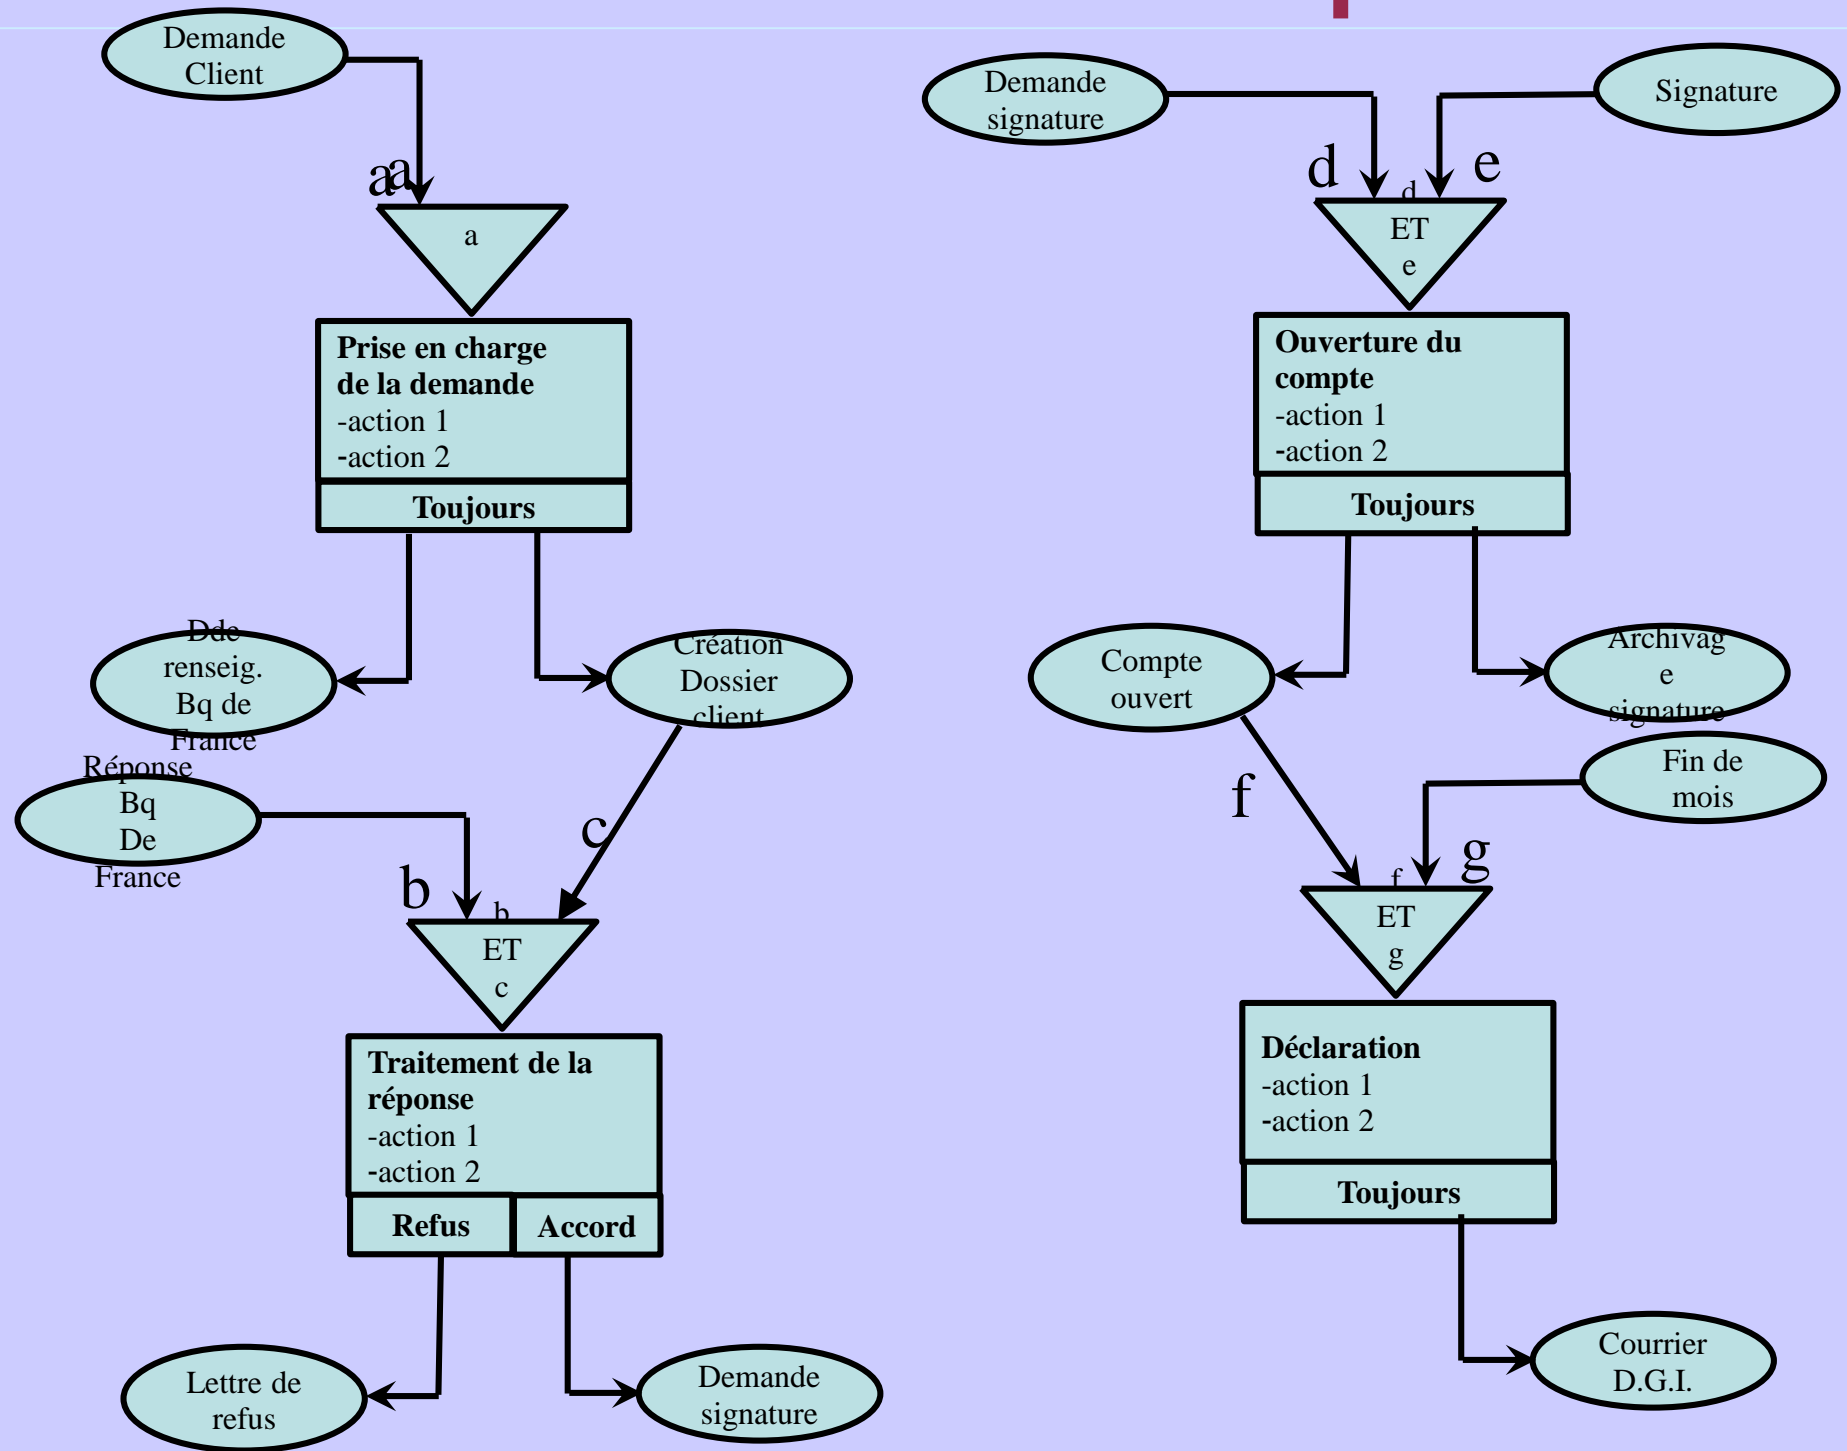 Demande
Client
aa
a
Prise en charge
de la demande
-action 1
-action 2
Toujours
Dde
renseig.
Bq de
France
Création
Dossier
client
Réponse
Bq
De
France
b
c
b
ET
c
Traitement de la
réponse
-action 1
-action 2
Refus
Accord
Lettre de
refus
Demande
signature
Demande
signature
Signature
d
e
d
ET
e
Ouverture du
compte
-action 1
-action 2
Toujours
Compte
ouvert
Archivag
e
signature
Fin de
mois
f
g
f
ET
g
Déclaration
-action 1
-action 2
Toujours
Courrier
D.G.I.